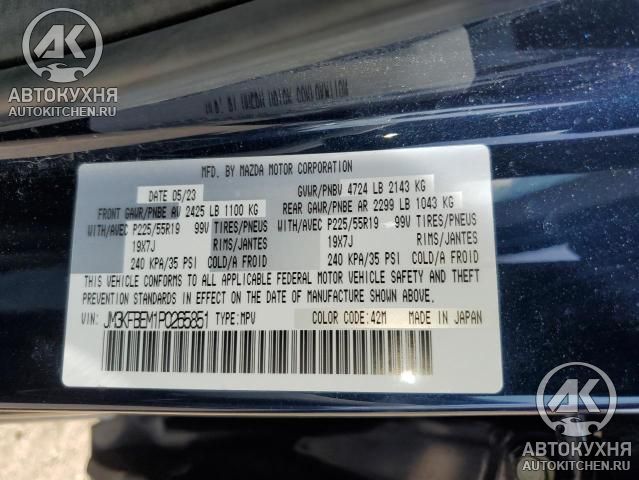 AK
АВТОКУХНЯ
AUTOKITCHEN.RU
MFD. BY MAZDA MOTOR CORPORATION
DATE 05/23
GVWR/PNBV 4724 LB 2143 KG
FRONT GAWR/PNBE AV 2425 LB 1100 KG
REAR GAWR/PNBE AR 2299 LB 1043 KG
WITH/AVEC P225/55R19 99V TIRES/PNEUS
WITH/AVEC P225/55R19 99V TIRES/PNEUS
19X7J RIMS/JANTES
19X7J RIMS/JANTES
240 KPA/35 PSI COLD/A FROID
240 KPA/35 PSI COLD/A FROID
THIS VEHICLE CONFORMS TO ALL APPLICABLE FEDERAL MOTOR VEHICLE SAFETY AND THEFT
PREVENTION STANDARDS IN EFFECT ON THE DATE OF MANUFACTURE SHOWN ABOVE.
VIN: JM3KFBEM1P0265851 TYPE:MPV COLOR CODE:42M MADE IN JAPAN
AK
АВТОКУХНЯ
AUTOKITCHEN.RU